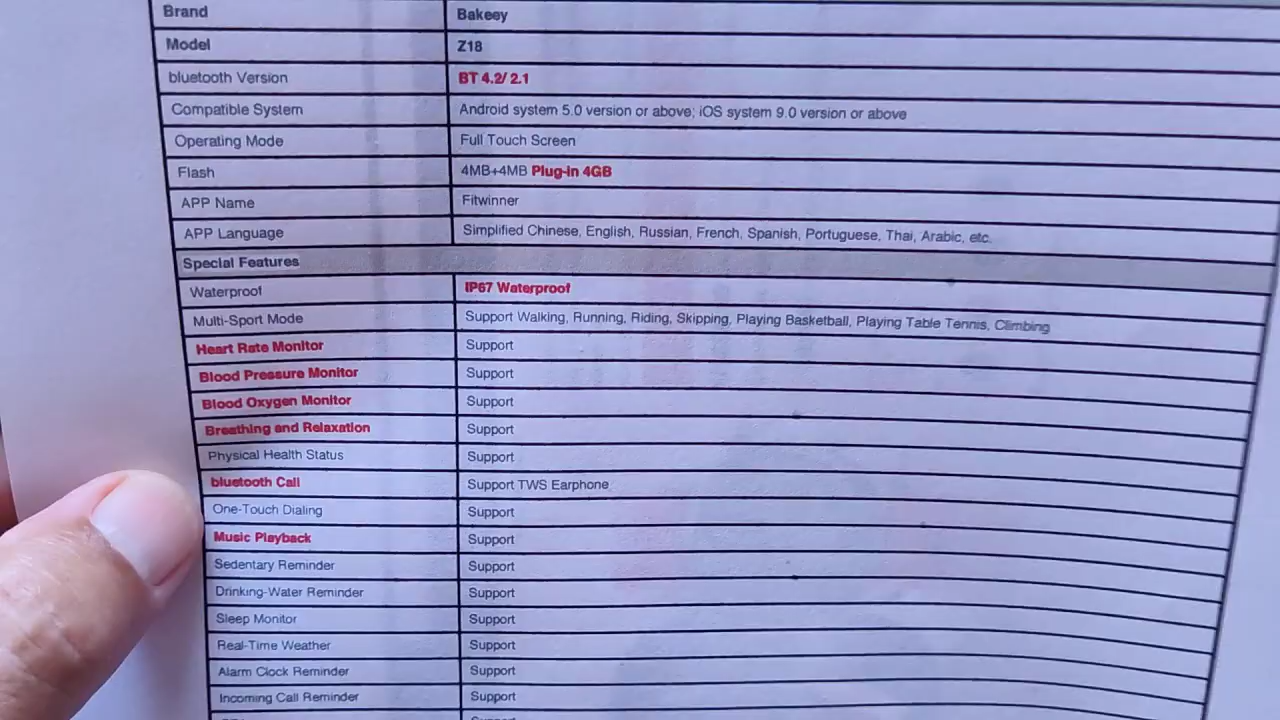 Brand Bakeey
Model Z18
bluetooth Version BT 4.2/ 2.1
Compatible System Android system 5.0 version or above; iOS system 9.0 version or above
Operating Mode Full Touch Screen
Flash 4MB+4MB Plug-in 4GB
APP Name Fitwinner
APP Language Simplified Chinese, English, Russian, French, Spanish, Portuguese, Thai, Arabic, etc.
Special Features
Waterproof IP67 Waterproof
Multi-Sport Mode Support Walking, Running, Riding, Skipping, Playing Basketball, Playing Table Tennis, Climbing
Heart Rate Monitor Support
Blood Pressure Monitor Support
Blood Oxygen Monitor Support
Breathing and Relaxation Support
Physical Health Status Support
bluetooth Call Support TWS Earphone
One-Touch Dialing Support
Music Playback Support
Sedentary Reminder Support
Drinking-Water Reminder Support
Sleep Monitor Support
Real-Time Weather Support
Alarm Clock Reminder Support
Incoming Call Reminder Support